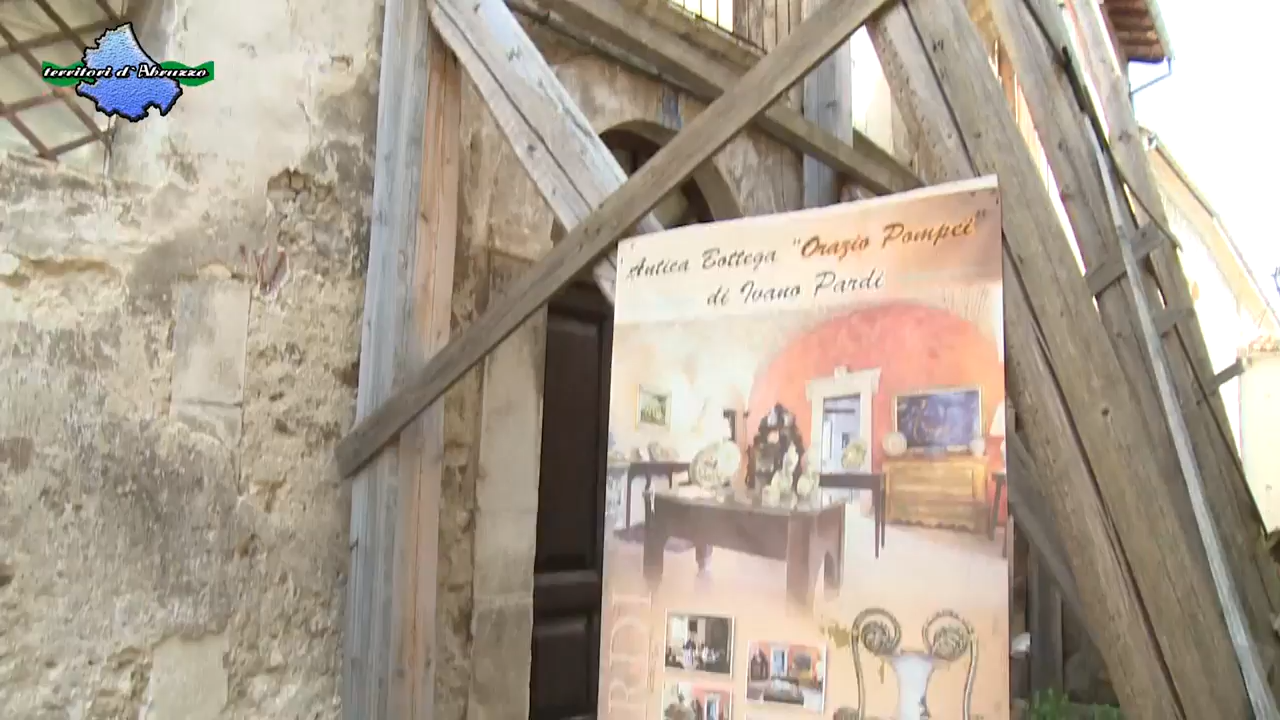 territori d'Abruzzo
Antica Bottega "Orazio Pompei"
di Ivano Pardi